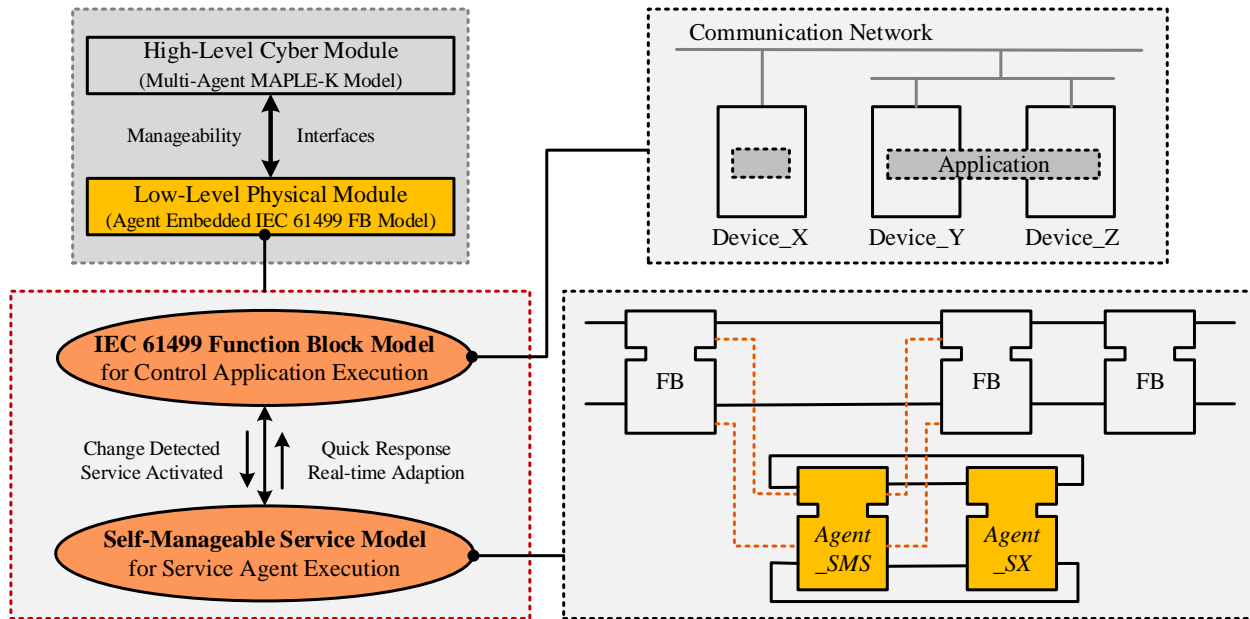 High-Level Cyber Module
(Multi-Agent MAPLE-K Model)
Manageability
Interfaces
Low-Level Physical Module
(Agent Embedded IEC 61499 FB Model)
Communication Network
Application
Device_X
Device_Y
Device_Z
IEC 61499 Function Block Model
for Control Application Execution
Change Detected
Service Activated
Quick Response
Real-time Adaption
Self-Manageable Service Model
for Service Agent Execution
FB
FB
FB
Agent
_SMS
Agent
_SX